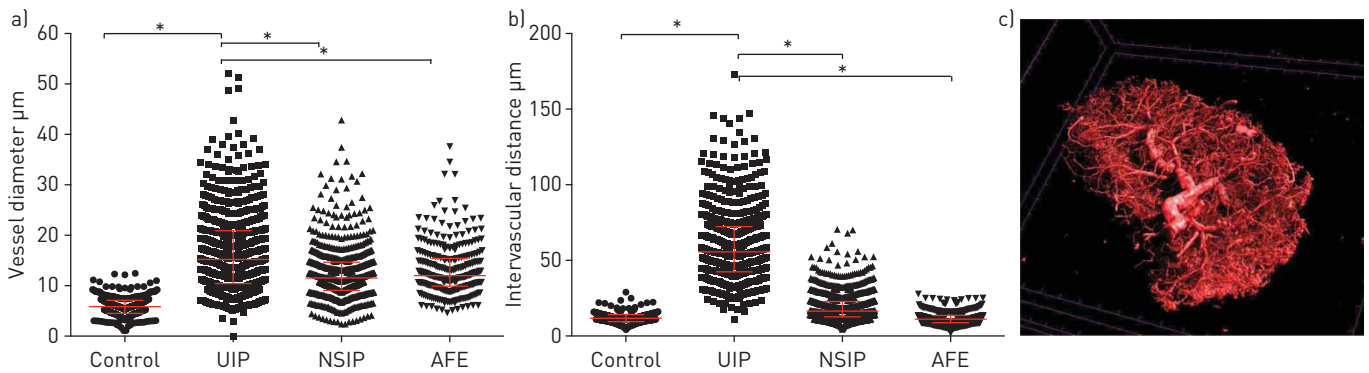 a)
Vessel diameter µm
60
50
40
30
20
10
0
Control UIP NSIP AFE
* * *
b)
Intervascular distance µm
200
150
100
50
0
Control UIP NSIP AFE
* * *
c)